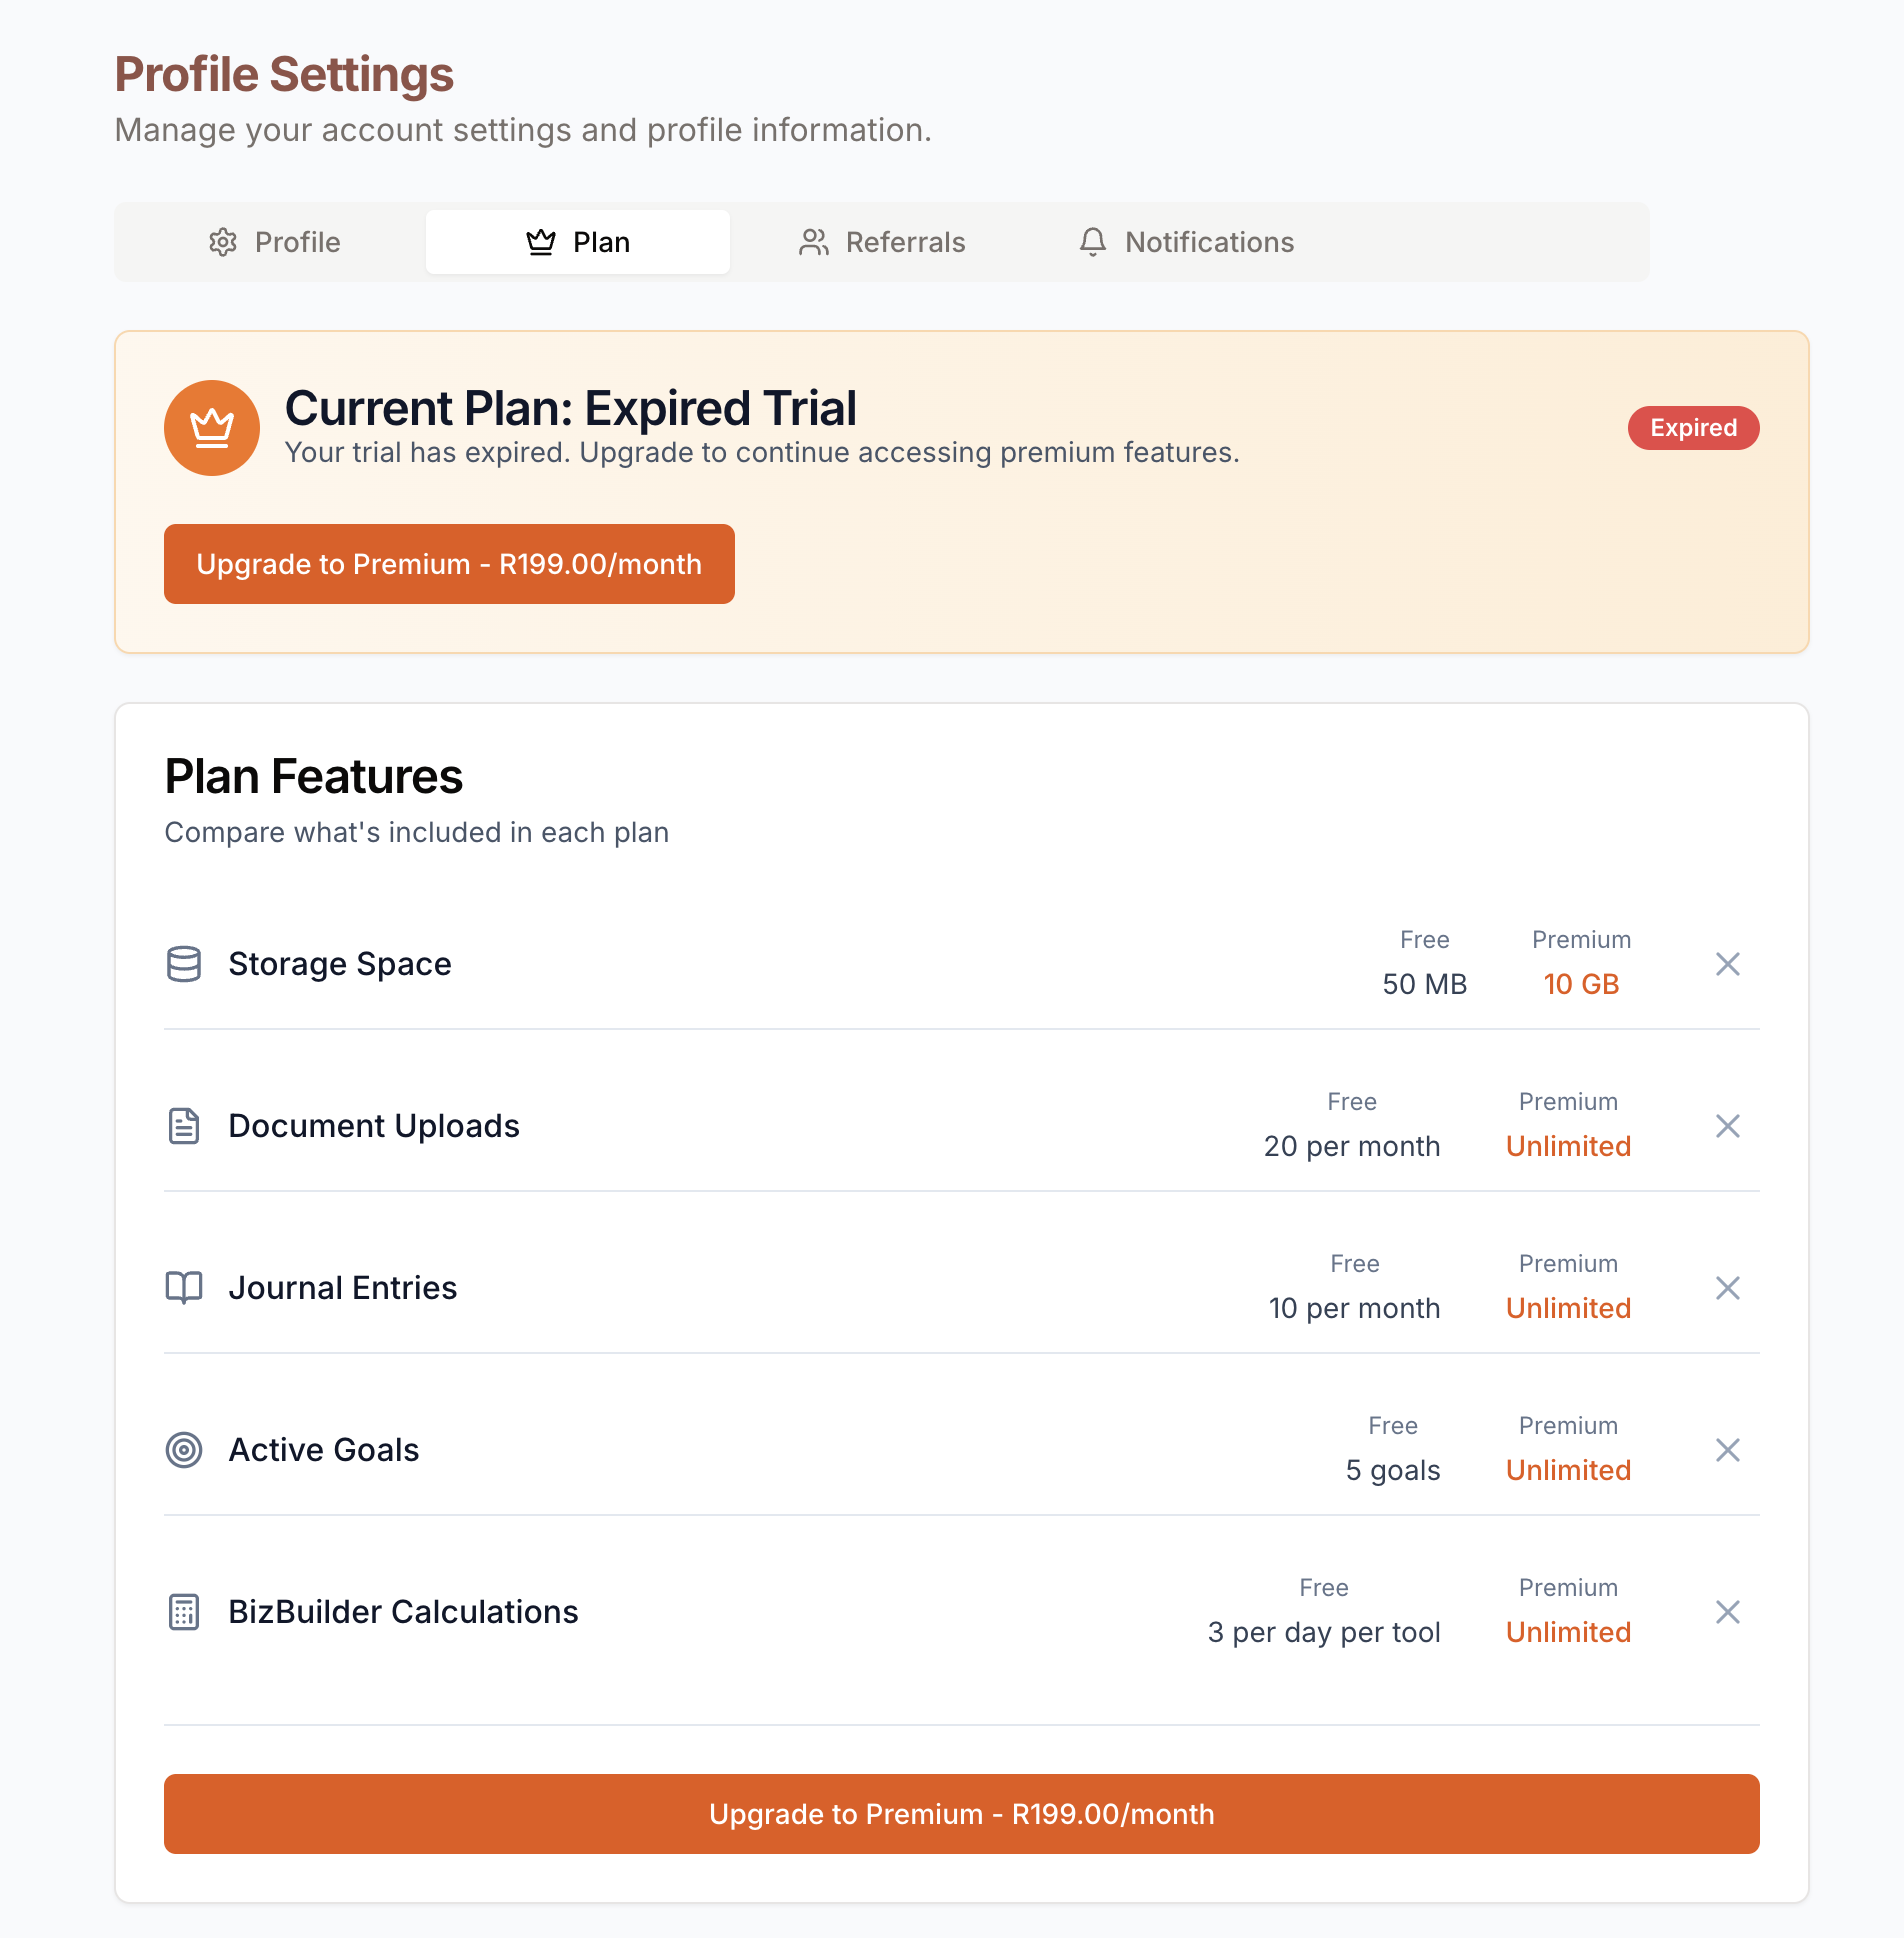 Profile Settings
Manage your account settings and profile information.
Profile Plan Referrals Notifications
Current Plan: Expired Trial
Your trial has expired. Upgrade to continue accessing premium features.
Expired
Upgrade to Premium - R199.00/month
Plan Features
Compare what's included in each plan
Storage Space
Free Premium
50 MB 10 GB
Document Uploads
Free Premium
20 per month Unlimited
Journal Entries
Free Premium
10 per month Unlimited
Active Goals
Free Premium
5 goals Unlimited
BizBuilder Calculations
Free Premium
3 per day per tool Unlimited
Upgrade to Premium - R199.00/month